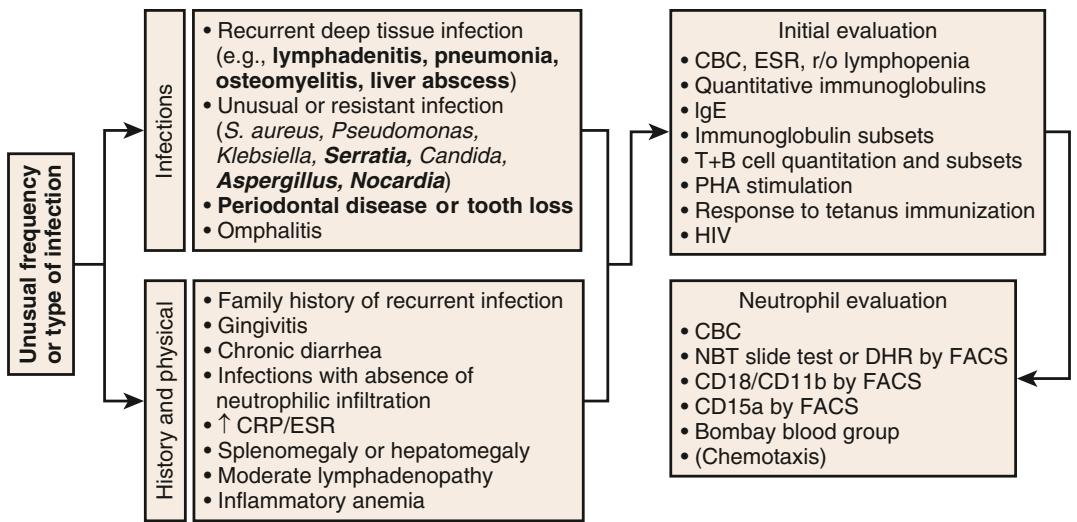 Unusual frequency
or type of infection
Infections
• Recurrent deep tissue infection
(e.g., lymphadenitis, pneumonia,
osteomyelitis, liver abscess)
• Unusual or resistant infection
(S. aureus, Pseudomonas,
Klebsiella, Serratia, Candida,
Aspergillus, Nocardia)
• Periodontal disease or tooth loss
• Omphalitis
History and physical
• Family history of recurrent infection
• Gingivitis
• Chronic diarrhea
• Infections with absence of
neutrophilic infiltration
• ↑ CRP/ESR
• Splenomegaly or hepatomegaly
• Moderate lymphadenopathy
• Inflammatory anemia
Initial evaluation
• CBC, ESR, r/o lymphopenia
• Quantitative immunoglobulins
• IgE
• Immunoglobulin subsets
• T+B cell quantitation and subsets
• PHA stimulation
• Response to tetanus immunization
• HIV
Neutrophil evaluation
• CBC
• NBT slide test or DHR by FACS
• CD18/CD11b by FACS
• CD15a by FACS
• Bombay blood group
• (Chemotaxis)